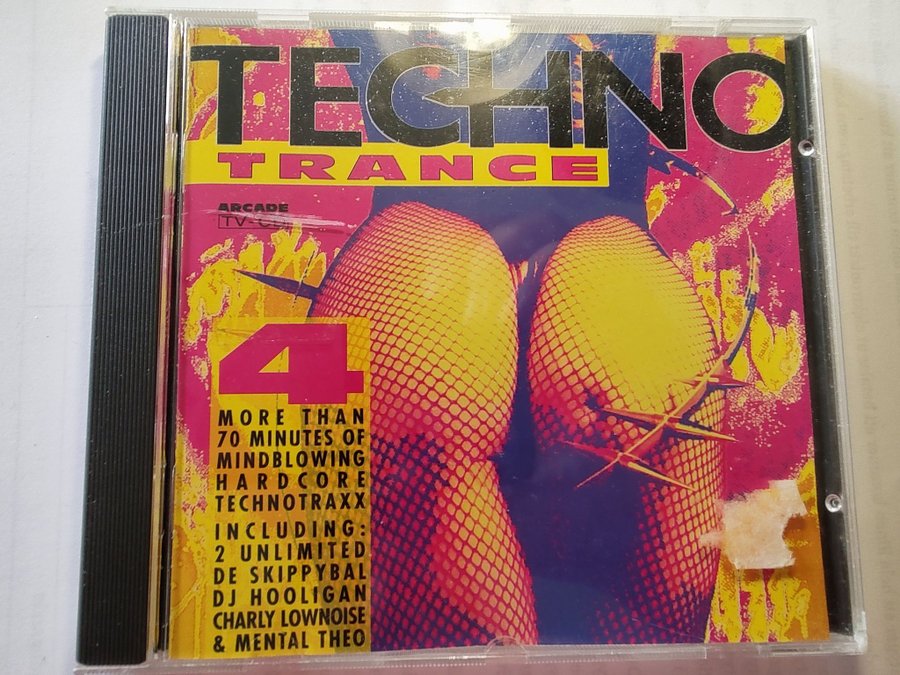 TECHNO
TRANCE
ARCADE
4
MORE THAN
70 MINUTES OF
MINDBLOWING
HARDCORE
TECHNOTRAXX
INCLUDING:
2 UNLIMITED
DE SKIPPYBAL
DJ HOOLIGAN
CHARLY LOWNOISE
& MENTAL THEO